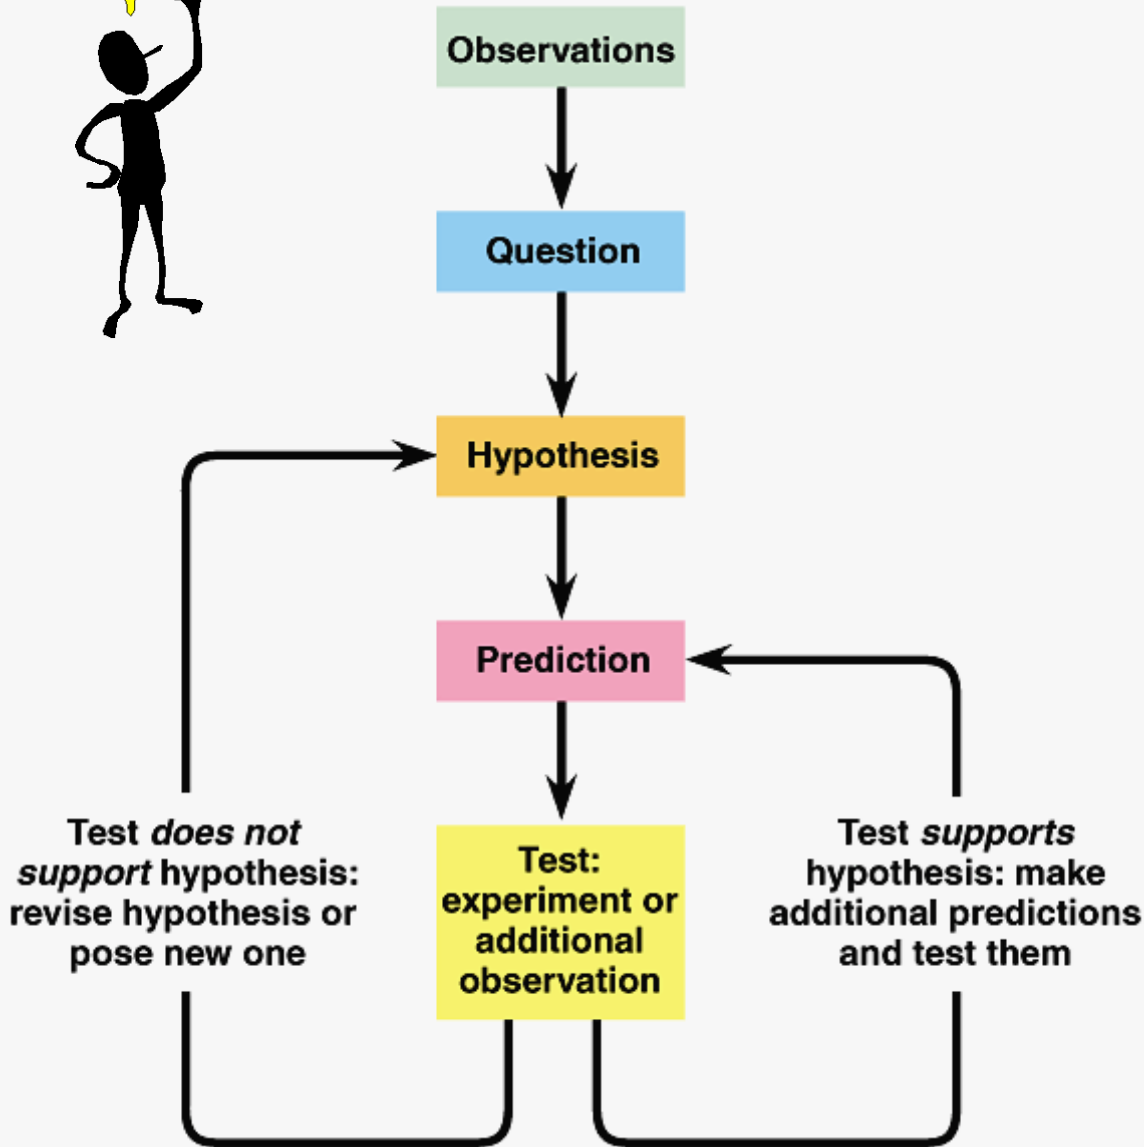 Observations
Question
Hypothesis
Prediction
Test:
experiment or
additional
observation
Test does not
support hypothesis:
revise hypothesis or
pose new one
Test supports
hypothesis: make
additional predictions
and test them